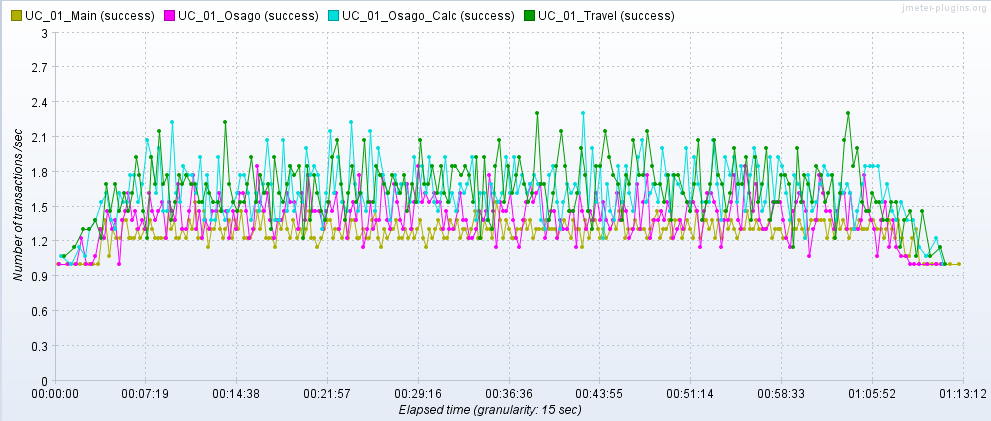 jmeter-plugins.org
UC_01_Main (success) UC_01_Osago (success) UC_01_Osago_Calc (success) UC_01_Travel (success)
3
2.7
2.4
2.1
1.8
1.5
1.2
0.9
0.6
0.3
0
Number of transactions /sec
00:00:00 00:07:19 00:14:38 00:21:57 00:29:16 00:36:36 00:43:55 00:51:14 00:58:33 01:05:52 01:13:12
Elapsed time (granularity: 15 sec)